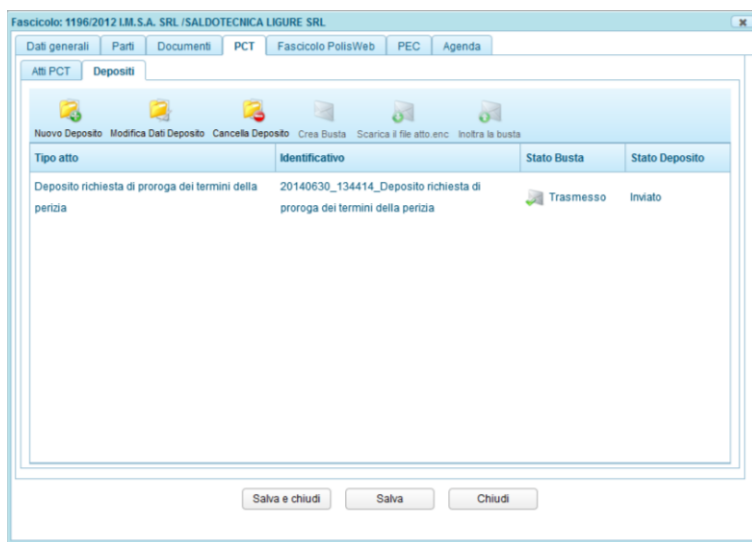 Fascicolo: 1196/2012 I.M.S.A. SRL /SALDOTECNICA LIGURE SRL
Dati generali Parti Documenti PCT Fascicolo PolisWeb PEC Agenda
Atti PCT Depositi
Nuovo Deposito Modifica Dati Deposito Cancella Deposito Crea Busta Scarica il file atto.enc Inoltra la busta
Tipo atto Identificativo Stato Busta Stato Deposito
Deposito richiesta di proroga dei termini della 20140630_134414_Deposito richiesta di
perizia proroga dei termini della perizia Trasmesso Inviato
Salva e chiudi Salva Chiudi